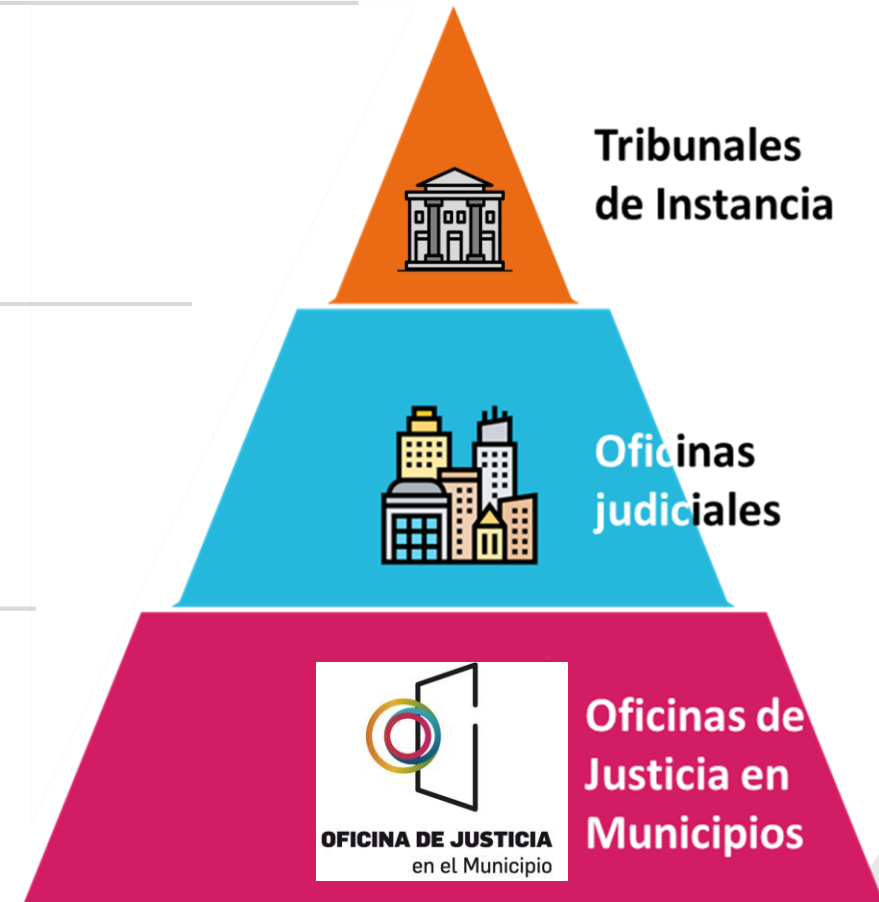 Tribunales
de Instancia
Oficinas
judiciales
Oficinas de
Justicia en
Municipios
OFICINA DE JUSTICIA
en el Municipio